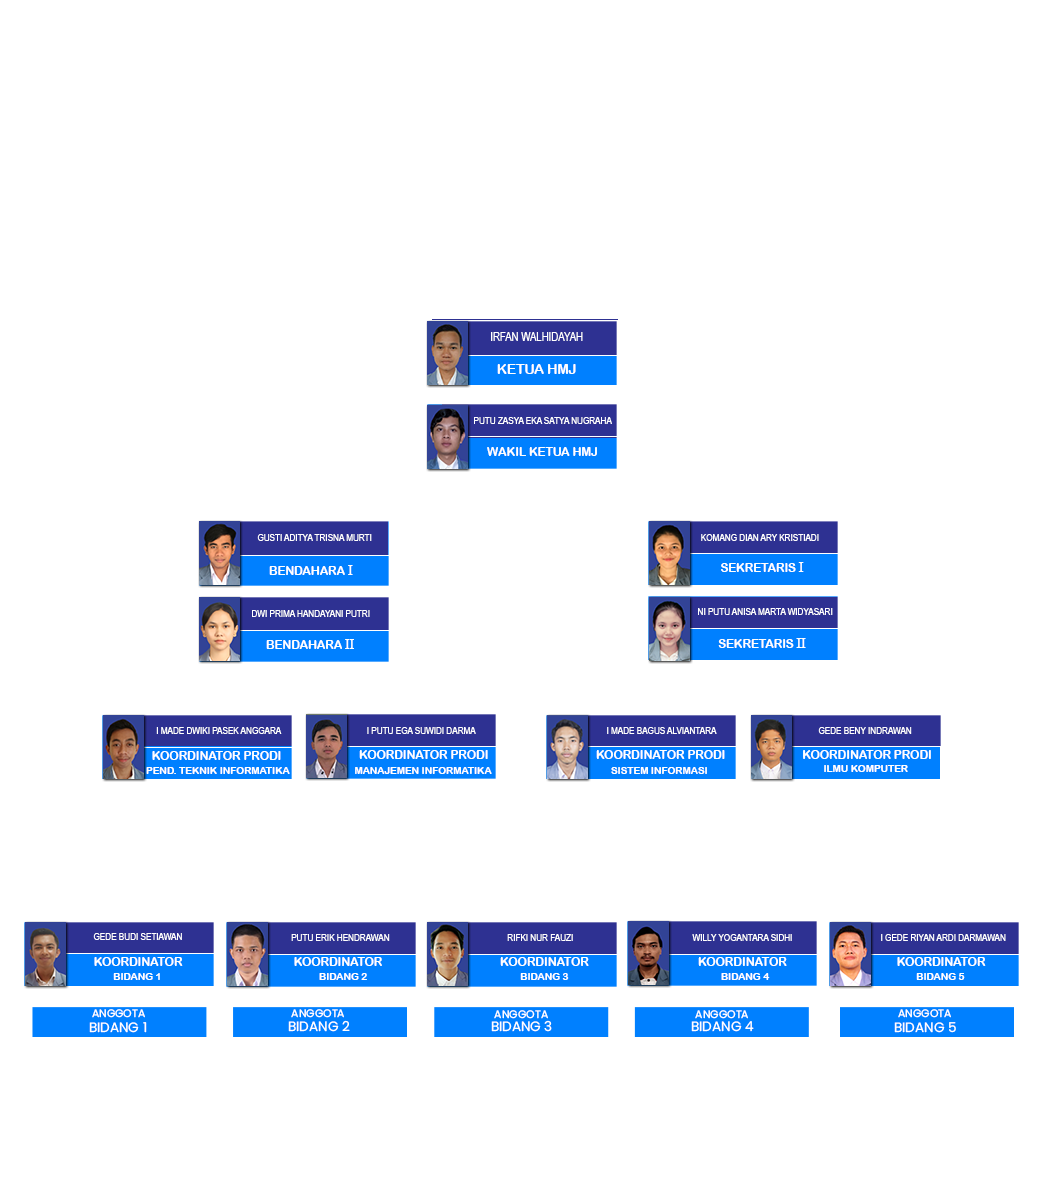 IRFAN WALHIDAYAH
KETUA HMJ
PUTU ZASYA EKA SATYA NUGRAHA
WAKIL KETUA HMJ
GUSTI ADITYA TRISNA MURTI
BENDAHARA I
DWI PRIMA HANDAYANI PUTRI
BENDAHARA II
KOMANG DIAN ARY KRISTIADI
SEKRETARIS I
NI PUTU ANISA MARTA WIDYASARI
SEKRETARIS II
I MADE DWIKI PASEK ANGGARA
KOORDINATOR PRODI
PEND. TEKNIK INFORMATIKA
I PUTU EGA SUWIDI DARMA
KOORDINATOR PRODI
MANAJEMEN INFORMATIKA
I MADE BAGUS ALVIANTARA
KOORDINATOR PRODI
SISTEM INFORMASI
GEDE BENY INDRAWAN
KOORDINATOR PRODI
ILMU KOMPUTER
GEDE BUDI SETIAWAN
KOORDINATOR
BIDANG 1
PUTU ERIK HENDRAWAN
KOORDINATOR
BIDANG 2
RIFKI NUR FAUZI
KOORDINATOR
BIDANG 3
WILLY YOGANTARA SIDHI
KOORDINATOR
BIDANG 4
I GEDE RIYAN ARDI DARMAWAN
KOORDINATOR
BIDANG 5
ANGGOTA
BIDANG 1
ANGGOTA
BIDANG 2
ANGGOTA
BIDANG 3
ANGGOTA
BIDANG 4
ANGGOTA
BIDANG 5